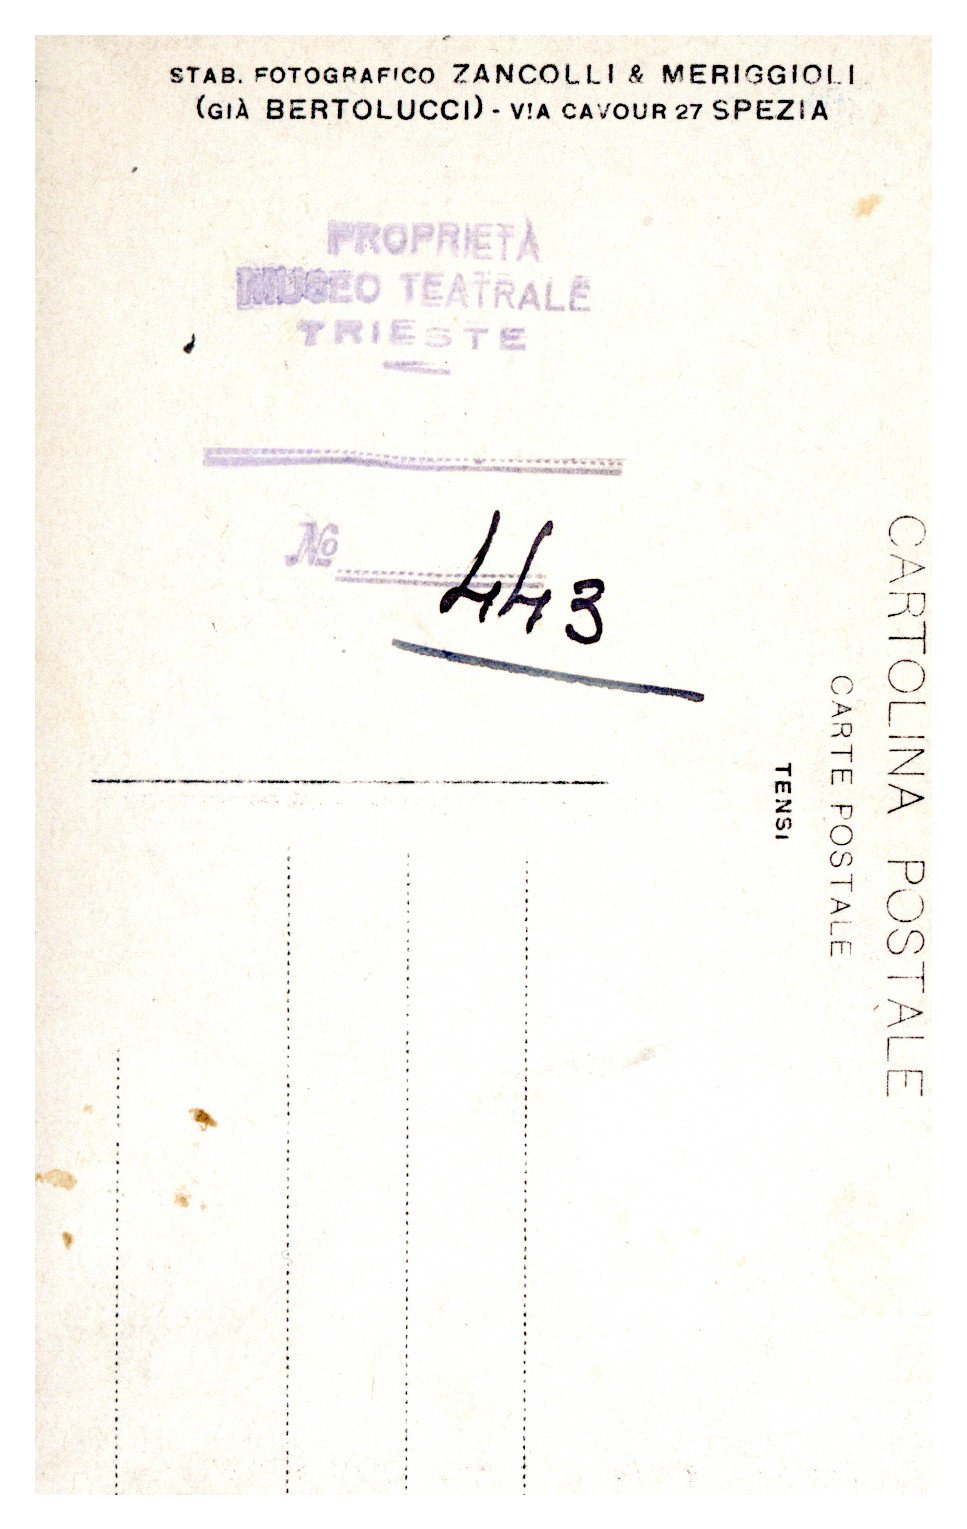 STAB. FOTOGRAFICO ZANCOLLI & MERIGGIOLI
(GIÀ BERTOLUCCI) - VIA CAVOUR 27 SPEZIA
PROPRIETÀ
MUSEO TEATRALE
TRIESTE
No 443
CARTOLINA POSTALE
CARTE POSTALE
TENSI